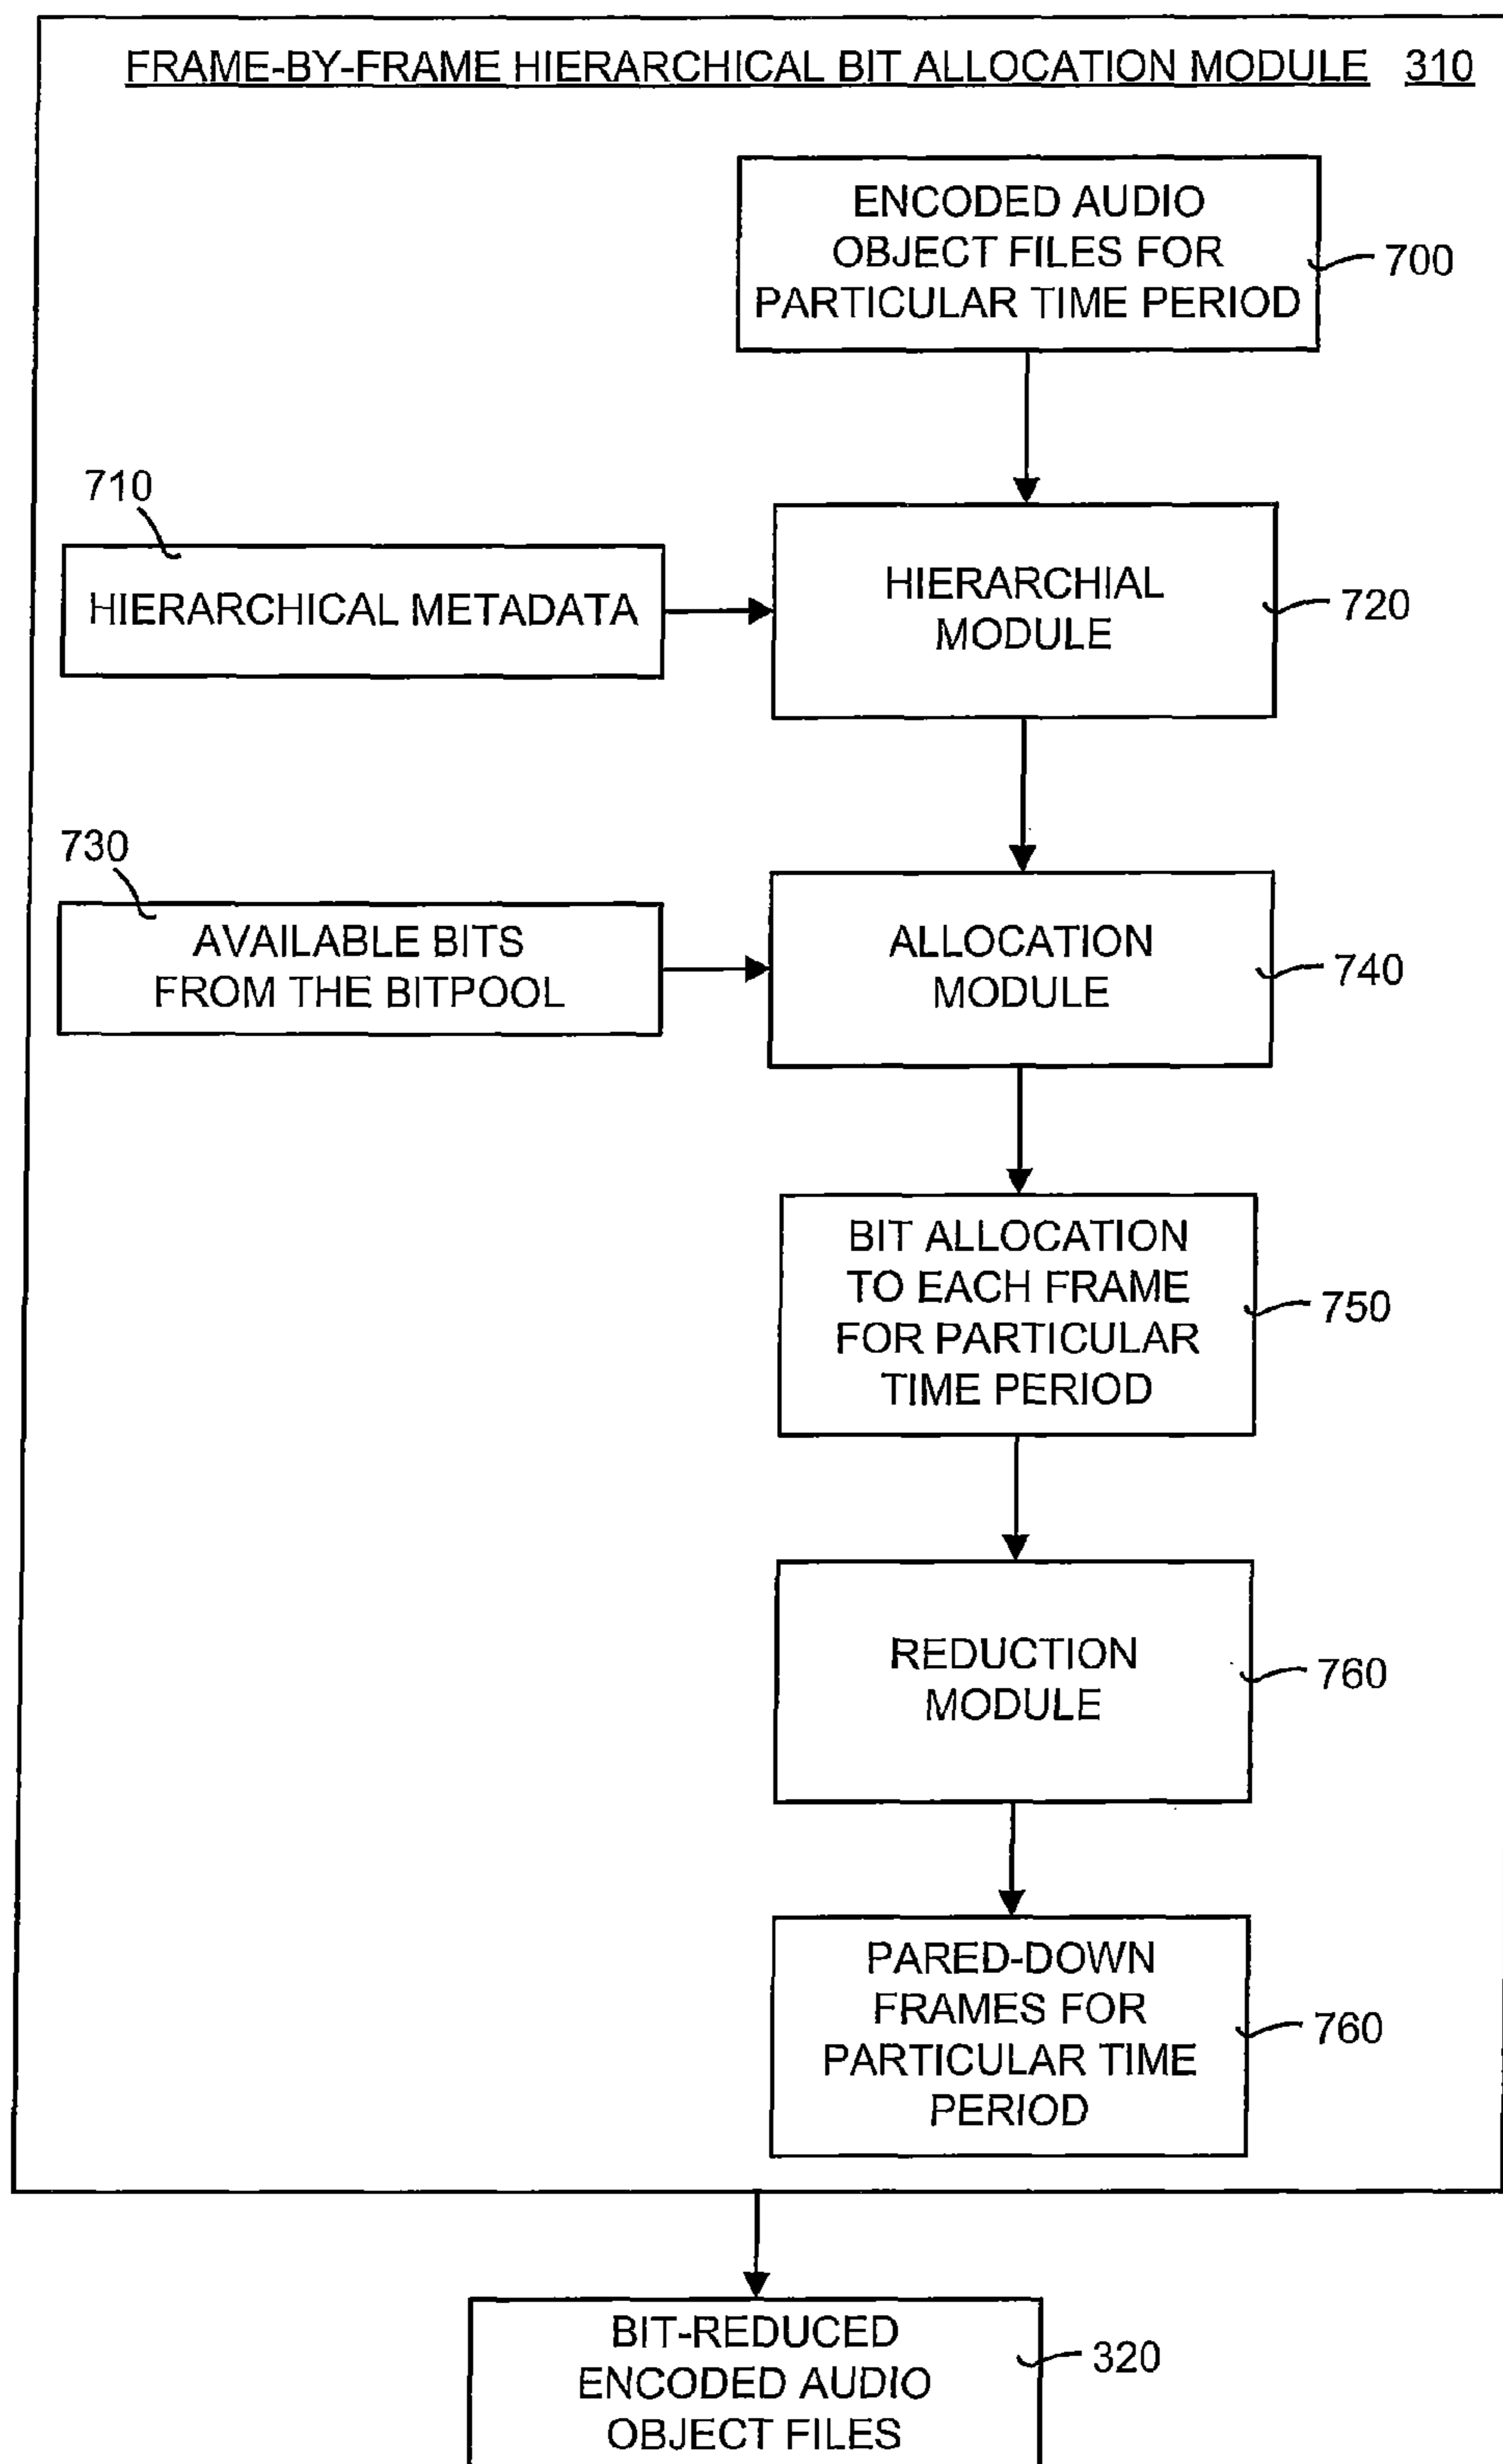 FRAME-BY-FRAME HIERARCHICAL BIT ALLOCATION MODULE 310
ENCODED AUDIO
OBJECT FILES FOR
PARTICULAR TIME PERIOD
700
710
HIERARCHICAL METADATA
HIERARCHIAL
MODULE
720
730
AVAILABLE BITS
FROM THE BITPOOL
ALLOCATION
MODULE
740
BIT ALLOCATION
TO EACH FRAME
FOR PARTICULAR
TIME PERIOD
750
REDUCTION
MODULE
760
PARED-DOWN
FRAMES FOR
PARTICULAR TIME
PERIOD
760
BIT-REDUCED
ENCODED AUDIO
OBJECT FILES
320